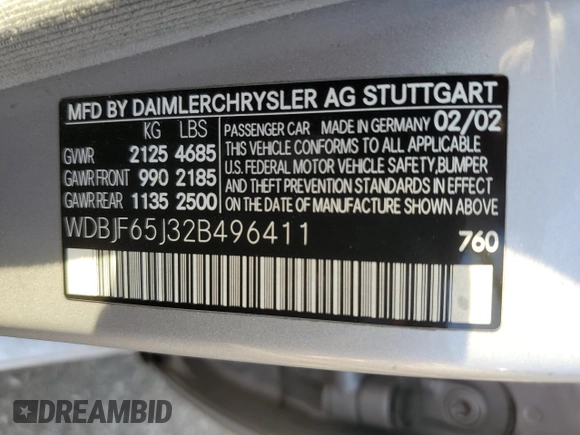 MFD BY DAIMLERCHRYSLER AG STUTTGART
KG LBS
GVWR 2125 4685
GAWR FRONT 990 2185
GAWR REAR 1135 2500
PASSENGER CAR MADE IN GERMANY 02/02
THIS VEHICLE CONFORMS TO ALL APPLICABLE
U.S. FEDERAL MOTOR VEHICLE SAFETY, BUMPER
AND THEFT PREVENTION STANDARDS IN EFFECT
ON THE DATE OF MANUFACTURE SHOWN ABOVE
WDBJF65J32B496411 760
DREAMBID